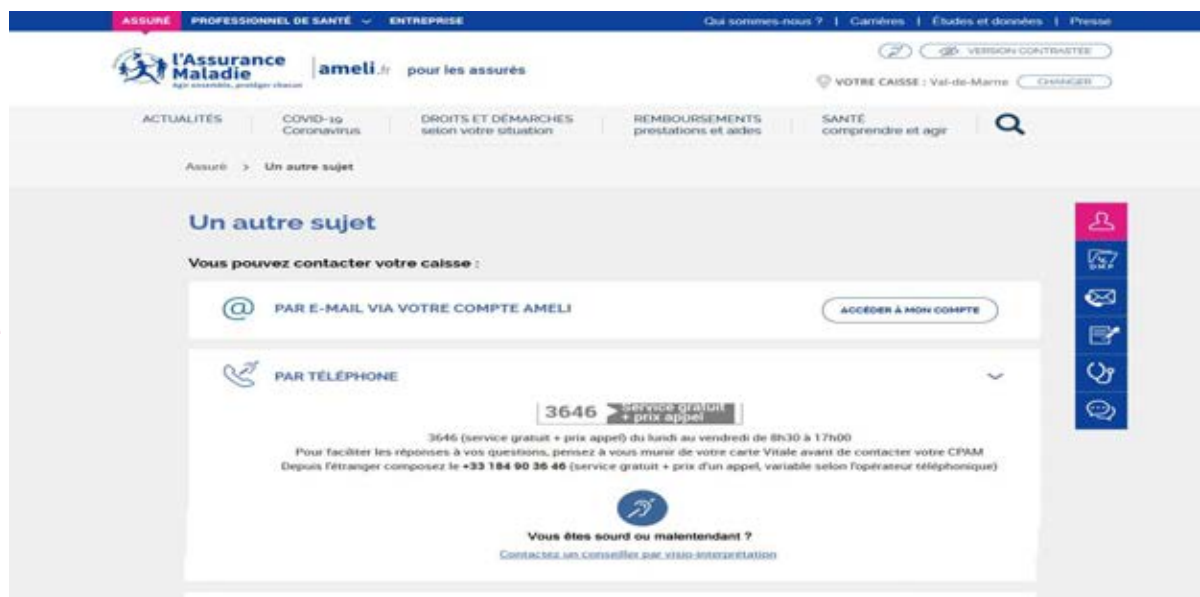 ASSURÉ PROFESSIONNEL DE SANTÉ ENTREPRISE Qui sommes-nous ? | Carrières | Études et données | Presse
l'Assurance
Maladie
Agir ensemble, protéger chacun
ameli.fr pour les assurés
VERSION CONTRASTÉE
VOTRE CAISSE : Val-de-Marne CHANGER
ACTUALITÉS
COVID-19
Coronavirus
DROITS ET DÉMARCHES
selon votre situation
REMBOURSEMENTS
prestations et aides
SANTÉ
comprendre et agir
Assuré > Un autre sujet
Un autre sujet
Vous pouvez contacter votre caisse :
@ PAR E-MAIL VIA VOTRE COMPTE AMELI ACCÉDER À MON COMPTE
DMP
PAR TÉLÉPHONE
3646 Service gratuit
+ prix appel
3646 (service gratuit + prix appel) du lundi au vendredi de 8h30 à 17h00
Pour faciliter les réponses à vos questions, pensez à vous munir de votre carte Vitale avant de contacter votre CPAM
Depuis l'étranger composez le +33 184 90 36 46 (service gratuit + prix d'un appel, variable selon l'opérateur téléphonique)
Vous êtes sourd ou malentendant ?
Contactez un conseiller par visio-interprétation